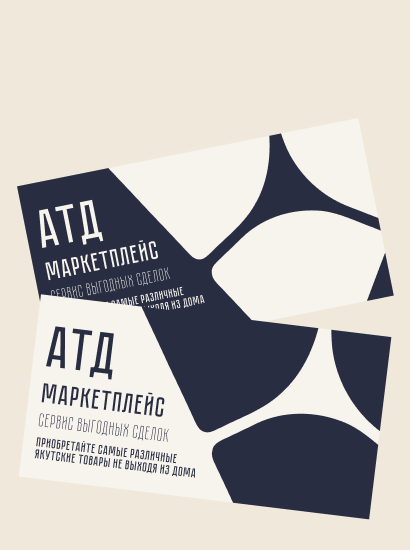 АТД
МАРКЕТПЛЕЙС
СЕРВИС ВЫГОДНЫХ СДЕЛОК
САМЫЕ РАЗЛИЧНЫЕ
ВЫХОДЯ ИЗ ДОМА
АТД
МАРКЕТПЛЕЙС
СЕРВИС ВЫГОДНЫХ СДЕЛОК
ПРИОБРЕТАЙТЕ САМЫЕ РАЗЛИЧНЫЕ
ЯКУТСКИЕ ТОВАРЫ НЕ ВЫХОДЯ ИЗ ДОМА